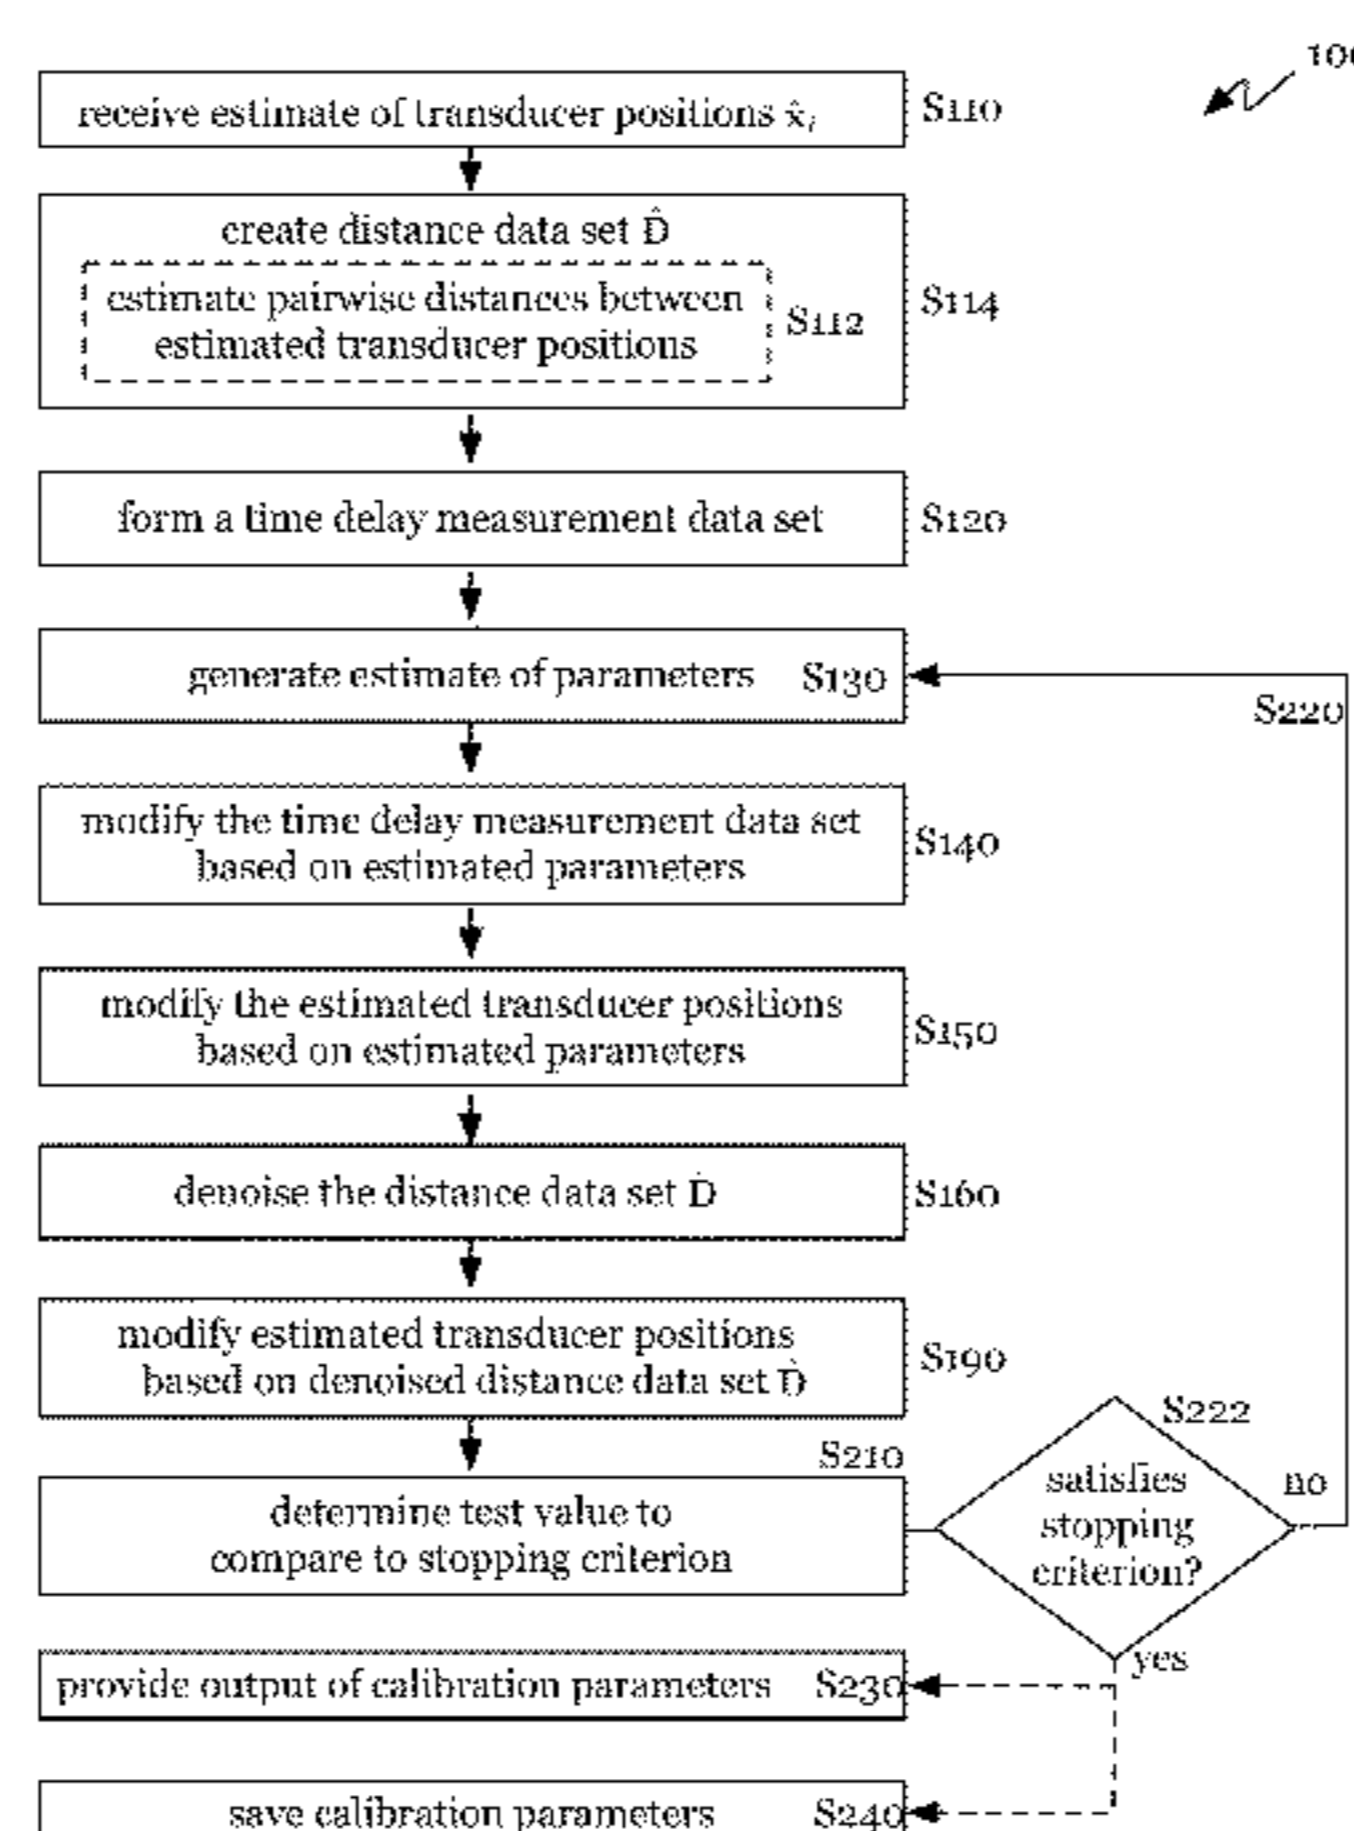 100
receive estimate of transducer positions x̂ᵢ
S110
create distance data set D̂
estimate pairwise distances between
estimated transducer positions
S112
S114
form a time delay measurement data set
S120
generate estimate of parameters
S130
S220
modify the time delay measurement data set
based on estimated parameters
S140
modify the estimated transducer positions
based on estimated parameters
S150
denoise the distance data set D̂
S160
modify estimated transducer positions
based on denoised distance data set D̂
S190
S210
determine test value to
compare to stopping criterion
S222
satisfies
stopping
criterion?
no
yes
provide output of calibration parameters
S230
save calibration parameters
S240